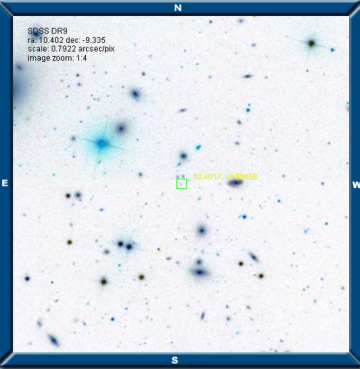 N
SDSS DR9
ra: 10.402 dec: -9.335
scale: 0.7922 arcsec/pix
image zoom: 1:4
E
W
S